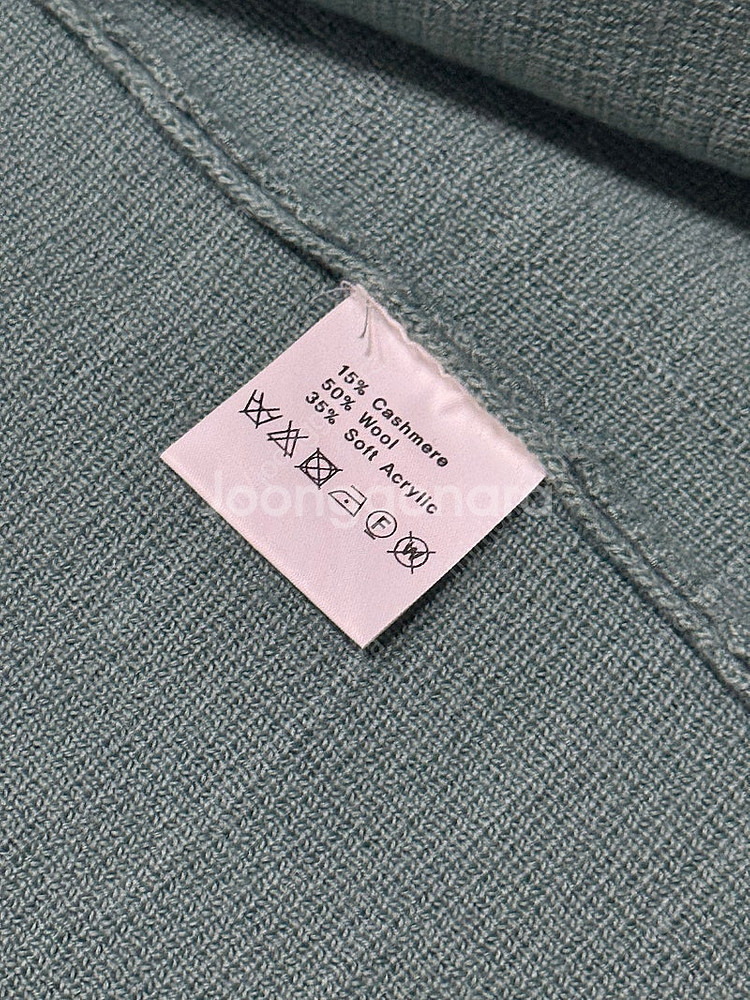 15% Cashmere
50% Wool
35% Soft Acrylic
F
W